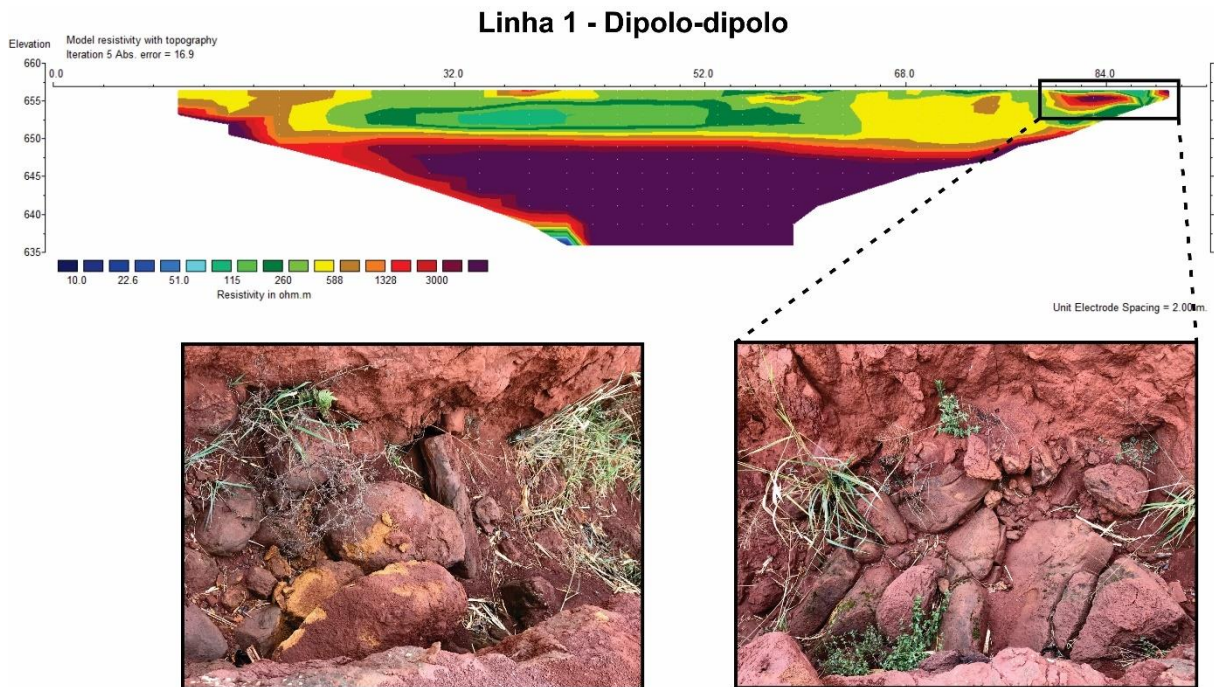 Linha 1 - Dipolo-dipolo
Elevation
Model resistivity with topography
Iteration 5 Abs. error = 16.9
660
0.0 32.0 52.0 68.0 84.0
655
650
645
640
635
10.0 22.6 51.0 115 260 588 1328 3000
Resistivity in ohm.m
Unit Electrode Spacing = 2.00 m.